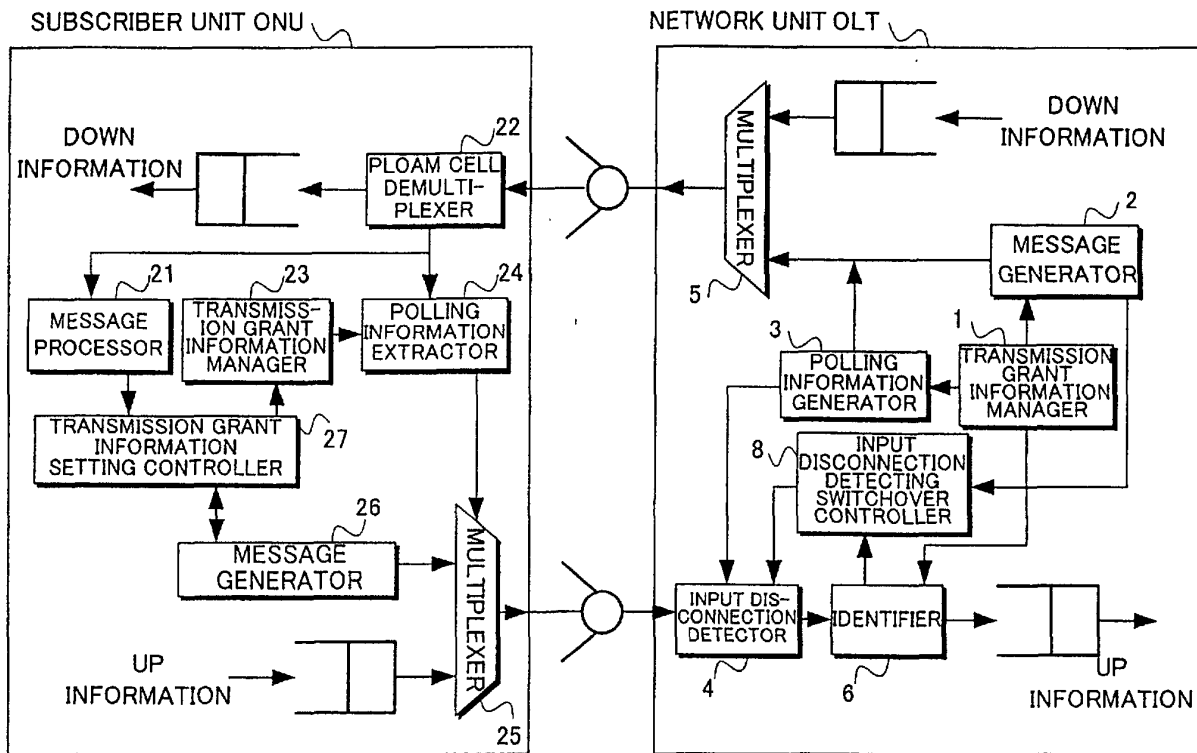 SUBSCRIBER UNIT ONU
NETWORK UNIT OLT
DOWN
INFORMATION
22
PLOAM CELL
DEMULTI-
PLEXER
MULTIPLEXER
5
DOWN
INFORMATION
2
MESSAGE
GENERATOR
21
MESSAGE
PROCESSOR
23
TRANSMISS-
ION GRANT
INFORMATION
MANAGER
24
POLLING
INFORMATION
EXTRACTOR
3
POLLING
INFORMATION
GENERATOR
1
TRANSMISSION
GRANT
INFORMATION
MANAGER
TRANSMISSION GRANT
INFORMATION
SETTING CONTROLLER
27
8
INPUT
DISCONNECTION
DETECTING
SWITCHOVER
CONTROLLER
26
MESSAGE
GENERATOR
MULTIPLEXER
25
INPUT DIS-
CONNECTION
DETECTOR
4
IDENTIFIER
6
UP
INFORMATION
UP
INFORMATION